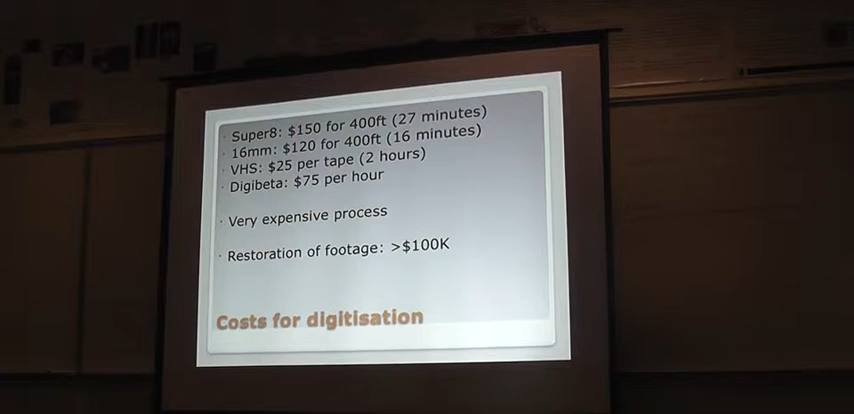 · Super8: $150 for 400ft (27 minutes)
· 16mm: $120 for 400ft (16 minutes)
· VHS: $25 per tape (2 hours)
· Digibeta: $75 per hour
· Very expensive process
· Restoration of footage: >$100K
Costs for digitisation